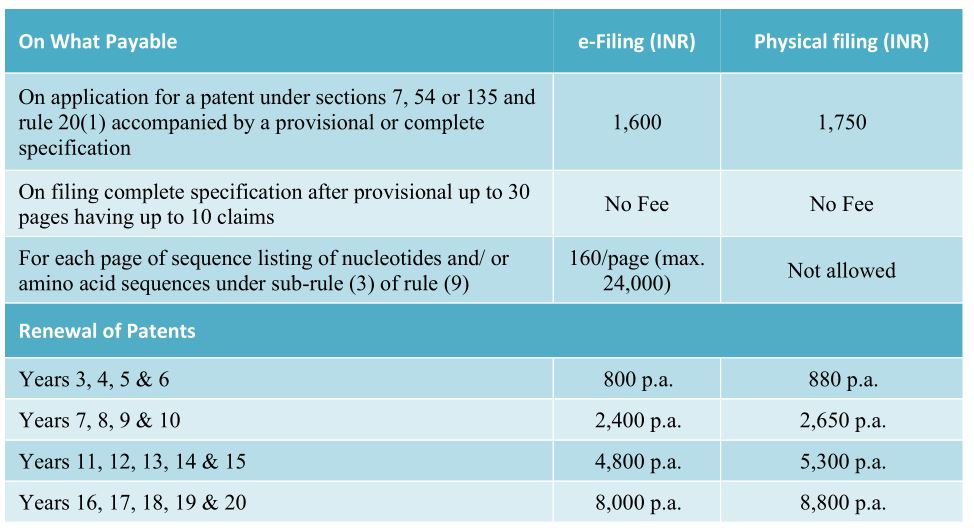 On What Payable e-Filing (INR) Physical filing (INR)
On application for a patent under sections 7, 54 or 135 and
rule 20(1) accompanied by a provisional or complete
specification
1,600 1,750
On filing complete specification after provisional up to 30
pages having up to 10 claims
No Fee No Fee
For each page of sequence listing of nucleotides and/ or
amino acid sequences under sub-rule (3) of rule (9)
160/page (max.
24,000)
Not allowed
Renewal of Patents
Years 3, 4, 5 & 6 800 p.a. 880 p.a.
Years 7, 8, 9 & 10 2,400 p.a. 2,650 p.a.
Years 11, 12, 13, 14 & 15 4,800 p.a. 5,300 p.a.
Years 16, 17, 18, 19 & 20 8,000 p.a. 8,800 p.a.